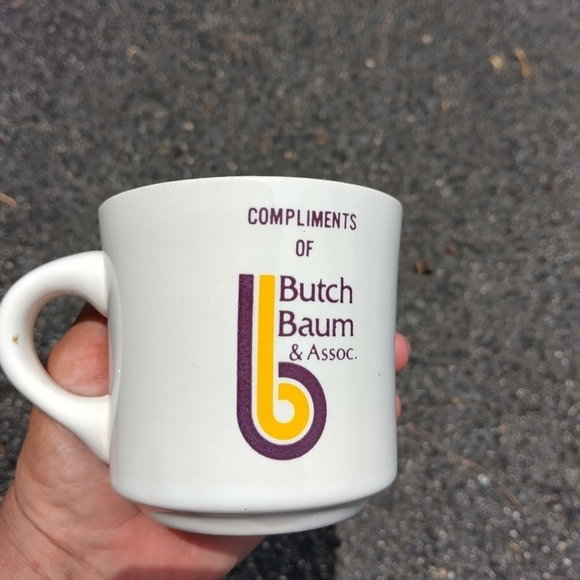 COMPLIMENTS
OF
Butch
Baum
& Assoc.